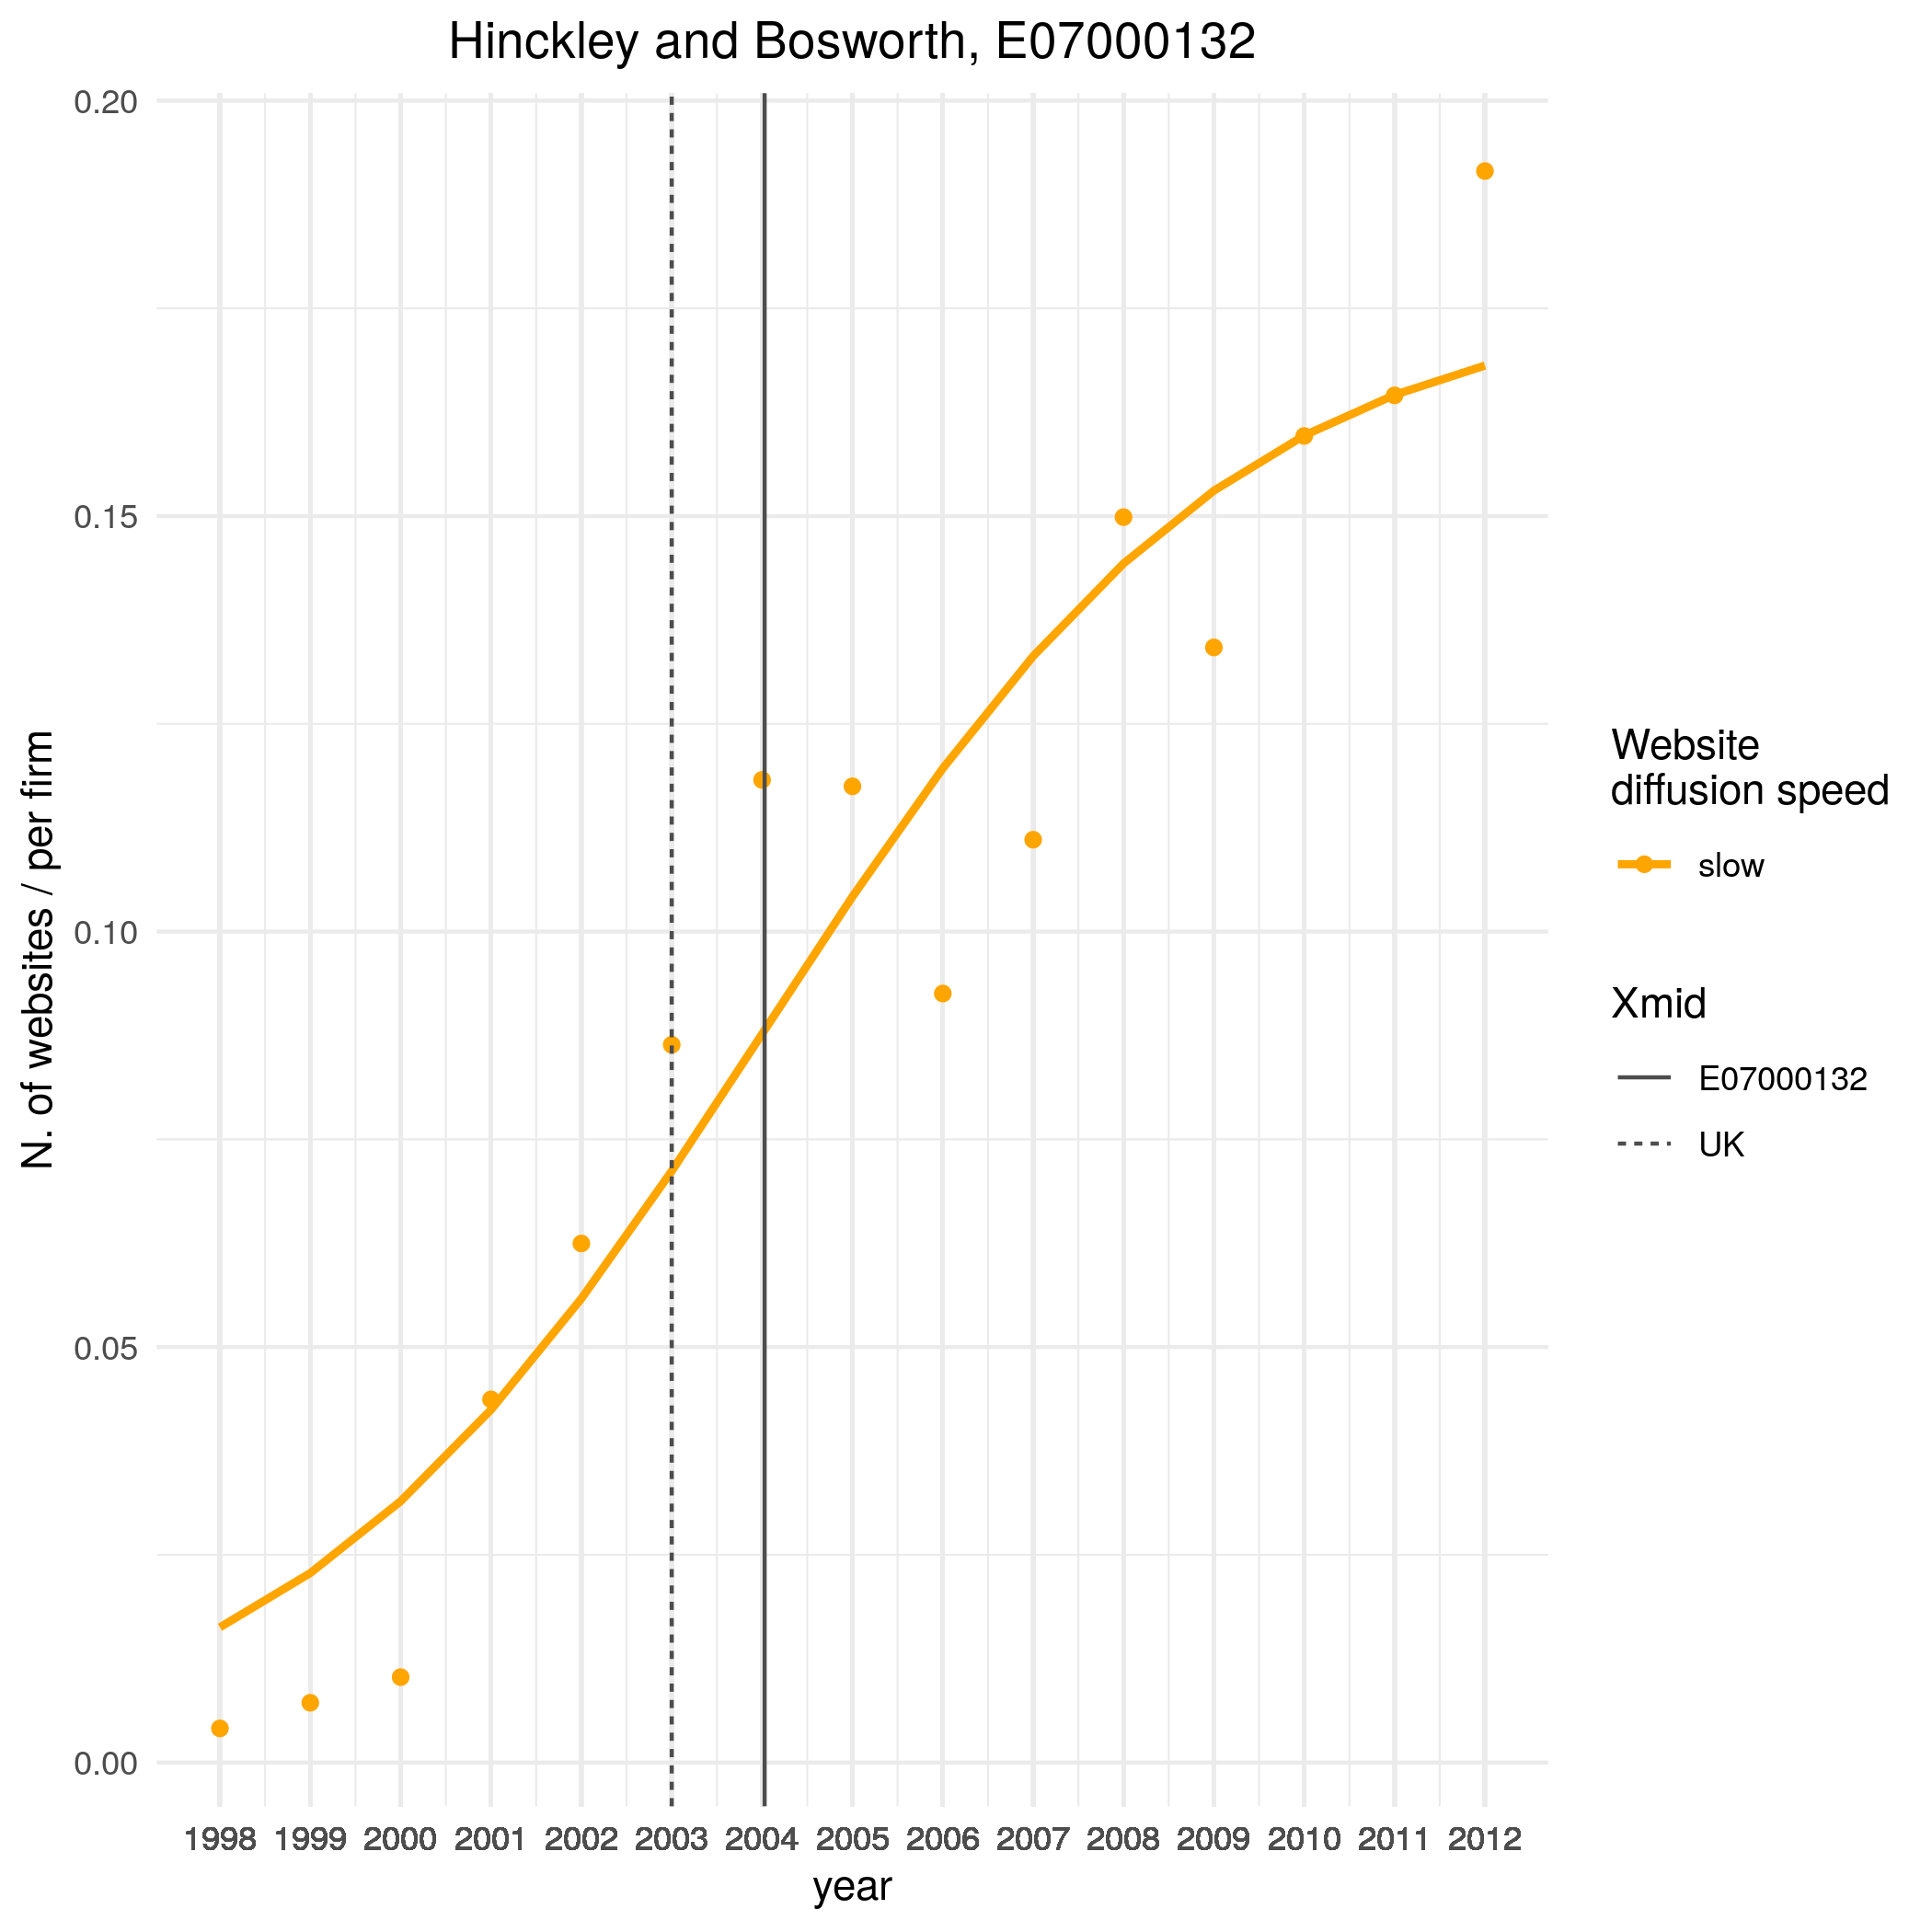 Hinckley and Bosworth, E07000132
0.20
0.15
0.10
0.05
0.00
N. of websites / per firm
1998 1999 2000 2001 2002 2003 2004 2005 2006 2007 2008 2009 2010 2011 2012
year
Website
diffusion speed
slow
Xmid
E07000132
UK